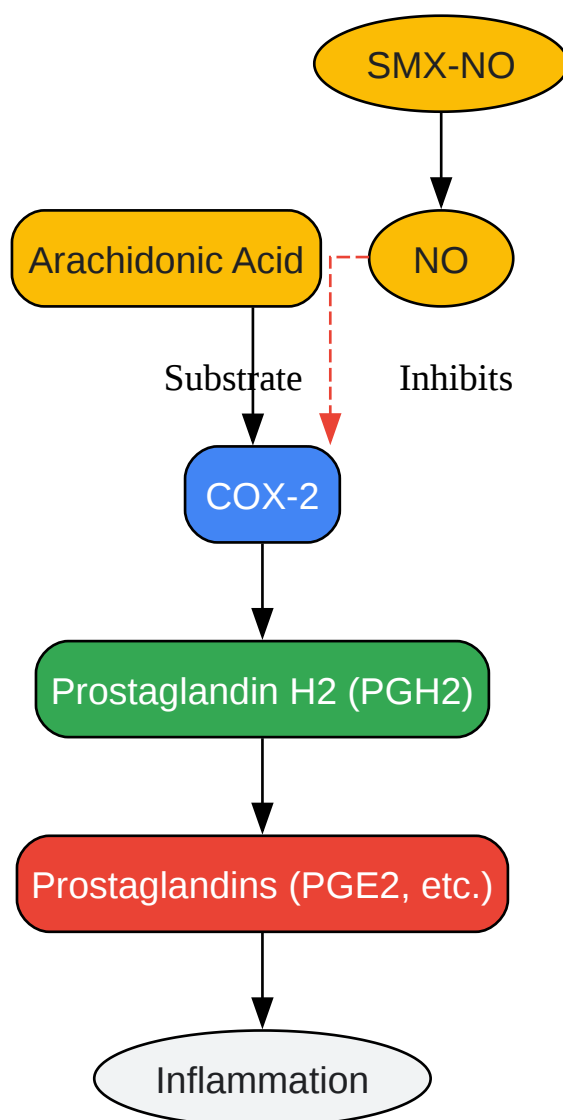 SMX-NO
Arachidonic Acid
NO
Substrate
Inhibits
COX-2
Prostaglandin H2 (PGH2)
Prostaglandins (PGE2, etc.)
Inflammation